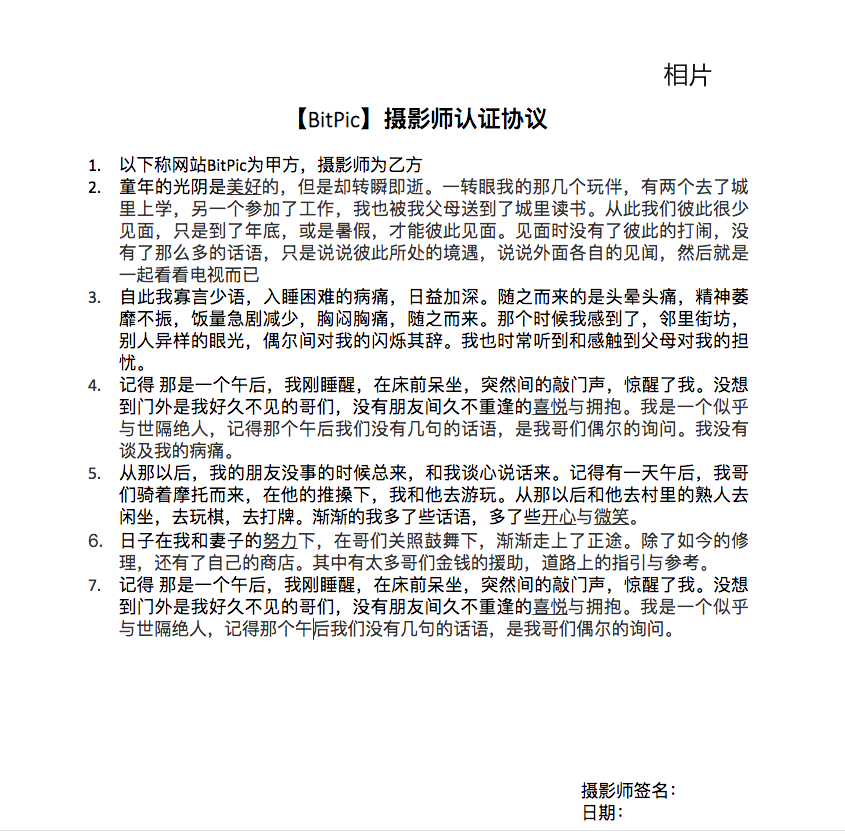 相片
【BitPic】摄影师认证协议
1. 以下称网站BitPic为甲方，摄影师为乙方
2. 童年的光阴是美好的，但是却转瞬即逝。一转眼我的那几个玩伴，有两个去了城
里上学，另一个参加了工作，我也被我父母送到了城里读书。从此我们彼此很少
见面，只是到了年底，或是暑假，才能彼此见面。见面时没有了彼此的打闹，没
有了那么多的话语，只是说说彼此所处的境遇，说说外面各自的见闻，然后就是
一起看看电视而已
3. 自此我寡言少语，入睡困难的病痛，日益加深。随之而来的是头晕头痛，精神萎
靡不振，饭量急剧减少，胸闷胸痛，随之而来。那个时候我感到了，邻里街坊，
别人异样的眼光，偶尔间对我的闪烁其辞。我也时常听到和感触到父母对我的担
忧。
4. 记得 那是一个午后，我刚睡醒，在床前呆坐，突然间的敲门声，惊醒了我。没想
到门外是我好久不见的哥们，没有朋友间久不重逢的喜悦与拥抱。我是一个似乎
与世隔绝人，记得那个午后我们没有几句的话语，是我哥们偶尔的询问。我没有
谈及我的病痛。
5. 从那以后，我的朋友没事的时候总来，和我谈心说话来。记得有一天午后，我哥
们骑着摩托而来，在他的推搡下，我和他去游玩。从那以后和他去村里的熟人去
闲坐，去玩棋，去打牌。渐渐的我多了些话语，多了些开心与微笑。
6. 日子在我和妻子的努力下，在哥们关照鼓舞下，渐渐走上了正途。除了如今的修
理，还有了自己的商店。其中有太多哥们金钱的援助，道路上的指引与参考。
7. 记得 那是一个午后，我刚睡醒，在床前呆坐，突然间的敲门声，惊醒了我。没想
到门外是我好久不见的哥们，没有朋友间久不重逢的喜悦与拥抱。我是一个似乎
与世隔绝人，记得那个午后我们没有几句的话语，是我哥们偶尔的询问。
摄影师签名：
日期：